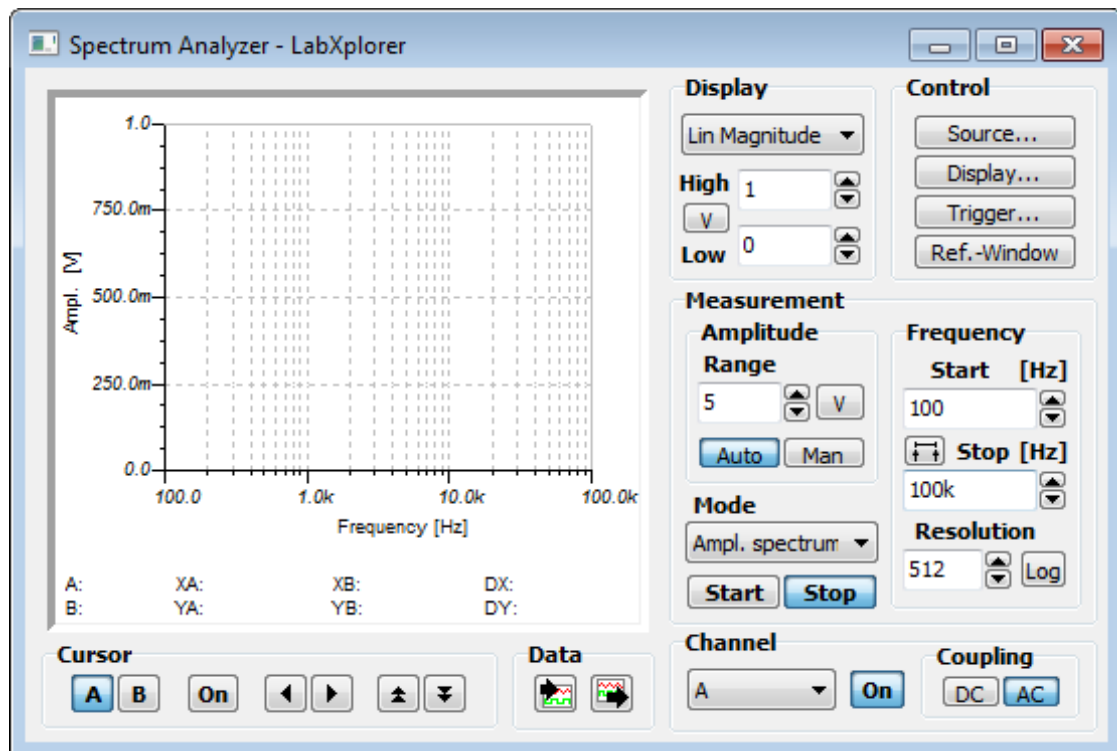 Spectrum Analyzer - LabXplorer
1.0
750.0m
500.0m
250.0m
0.0
Ampl. [V]
100.0 1.0k 10.0k 100.0k
Frequency [Hz]
A: XA: XB: DX:
B: YA: YB: DY:
Cursor
A B On
Data
Display
Lin Magnitude
High 1
V
Low 0
Control
Source...
Display...
Trigger...
Ref.-Window
Measurement
Amplitude
Range
5 V
Auto Man
Mode
Ampl. spectrum
Start Stop
Frequency
Start [Hz]
100
Stop [Hz]
100k
Resolution
512 Log
Channel
A On
Coupling
DC AC